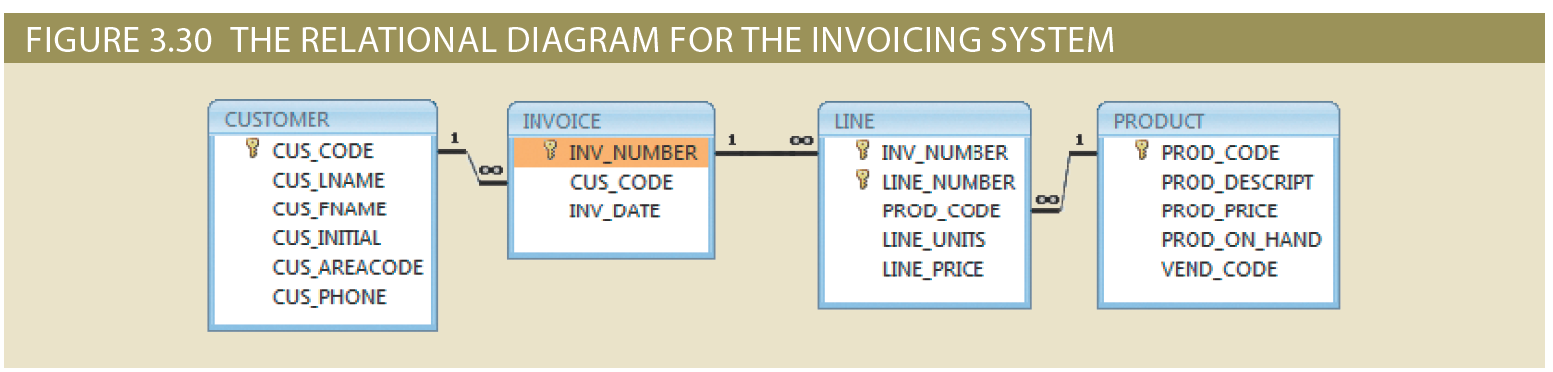 FIGURE 3.30 THE RELATIONAL DIAGRAM FOR THE INVOICING SYSTEM
CUSTOMER
CUS_CODE
CUS_LNAME
CUS_FNAME
CUS_INITIAL
CUS_AREACODE
CUS_PHONE
1
∞
INVOICE
INV_NUMBER
CUS_CODE
INV_DATE
1
∞
LINE
INV_NUMBER
LINE_NUMBER
PROD_CODE
LINE_UNITS
LINE_PRICE
∞
1
PRODUCT
PROD_CODE
PROD_DESCRIPT
PROD_PRICE
PROD_ON_HAND
VEND_CODE